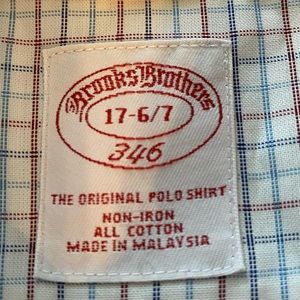 Brooks Brothers
17-6/7
346
THE ORIGINAL POLO SHIRT
NON-IRON
ALL COTTON
MADE IN MALAYSIA